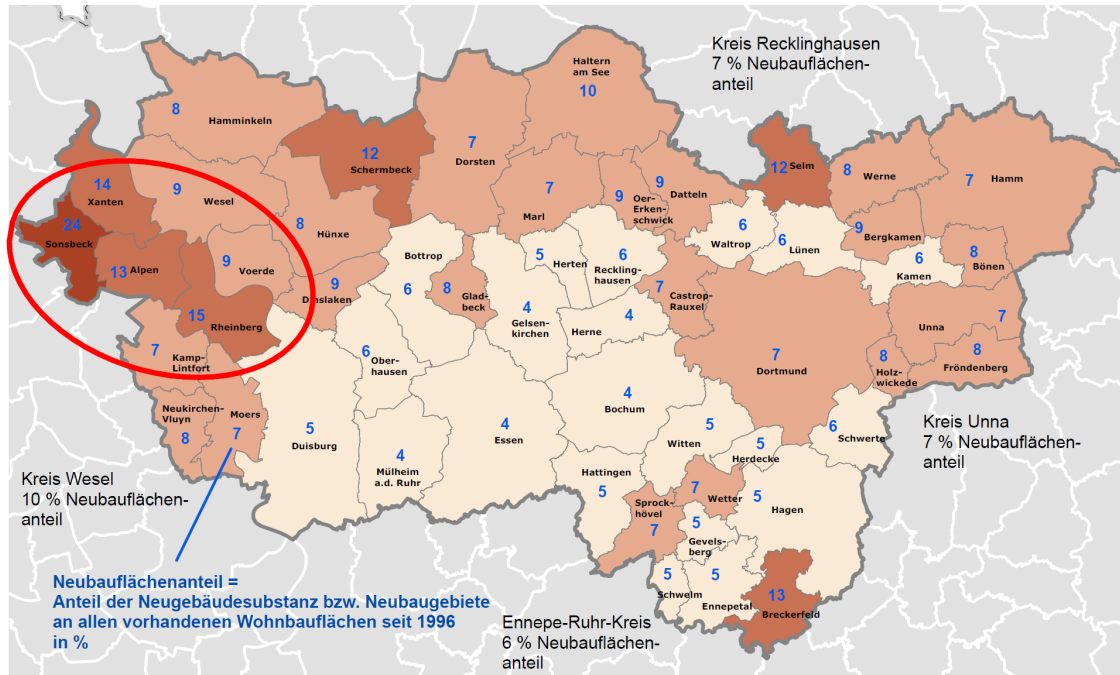 Kreis Recklinghausen
7 % Neubauflächen-
anteil
Haltern
am See
10
8
Hamminkeln
12
Schermbeck
7
Dorsten
12
Selm
8
Werne
7
Hamm
14
Xanten
9
Wesel
24
Sonsbeck
13
Alpen
9
Voerde
15
Rheinberg
8
Hünxe
9
Dinslaken
7
Marl
9
Oer-
Erken-
schwick
9
Datteln
6
Waltrop
6
Lünen
9
Bergkamen
6
Kamen
8
Bönen
Bottrop
6
8
Glad-
beck
5
Herten
6
Reckling-
hausen
4
Gelsen-
kirchen
4
Herne
7
Castrop-
Rauxel
7
Unna
8
Fröndenberg
8
Holz-
wickede
7
Dortmund
7
Kamp-
Lintfort
6
Ober-
hausen
Neukirchen-
Vluyn
8
Moers
7
5
Duisburg
4
Mülheim
a.d. Ruhr
4
Essen
4
Bochum
5
Witten
5
Herdecke
6
Schwerte
Hattingen
5
7
Wetter
5
Hagen
Sprock-
hövel
7
5
Gevels-
berg
5
Schwelm
5
Ennepetal
13
Breckerfeld
Kreis Unna
7 % Neubauflächen-
anteil
Kreis Wesel
10 % Neubauflächen-
anteil
Neubauflächenanteil =
Anteil der Neugebäudesubstanz bzw. Neubaugebiete
an allen vorhandenen Wohnbauflächen seit 1996
in %
Ennepe-Ruhr-Kreis
6 % Neubauflächen-
anteil